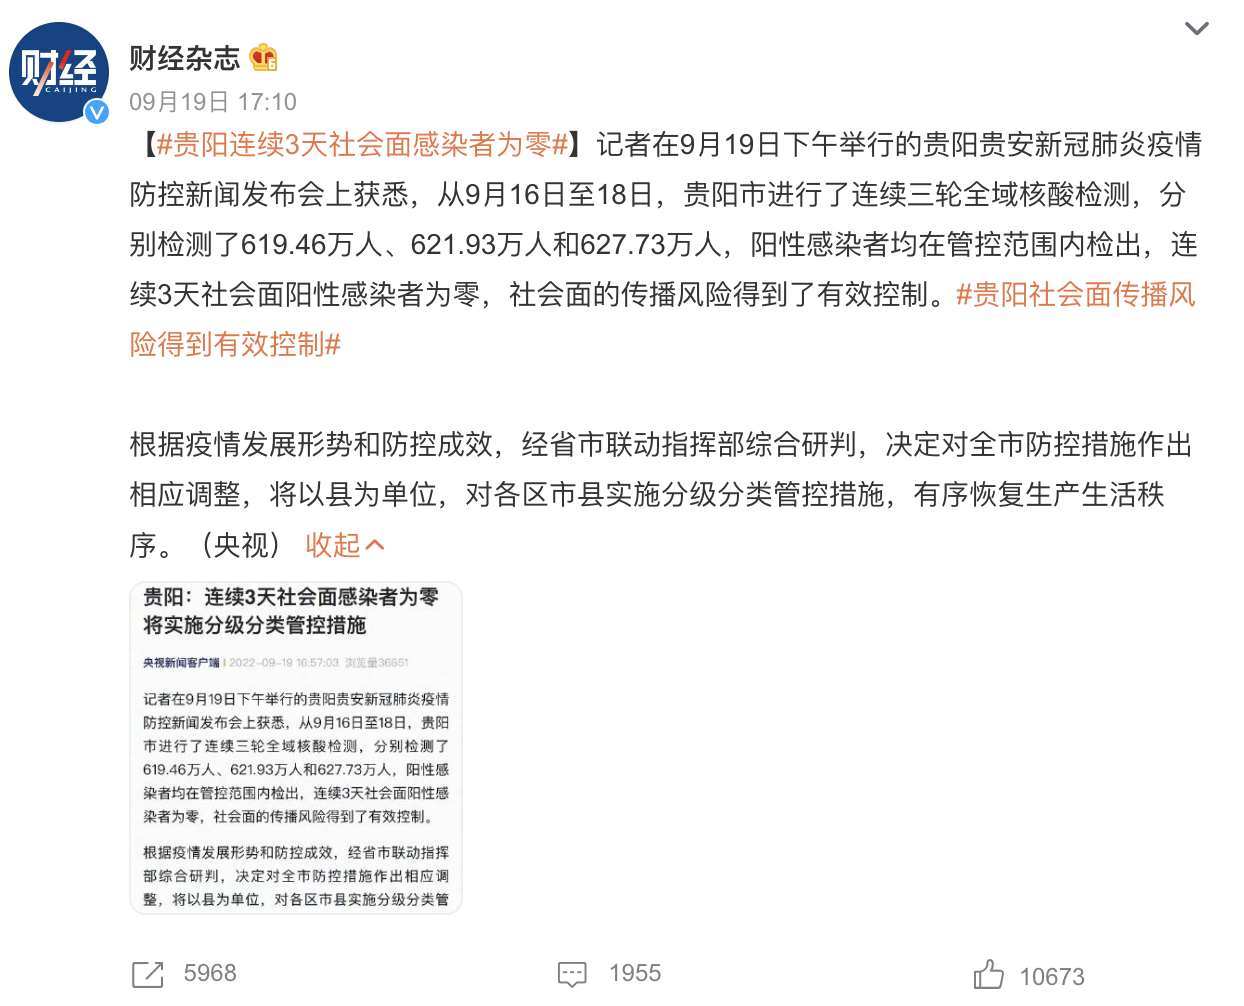 财经
CAIJING
财经杂志
6
09月19日 17:10
【#贵阳连续3天社会面感染者为零#】记者在9月19日下午举行的贵阳贵安新冠肺炎疫情
防控新闻发布会上获悉，从9月16日至18日，贵阳市进行了连续三轮全域核酸检测，分
别检测了619.46万人、621.93万人和627.73万人，阳性感染者均在管控范围内检出，连
续3天社会面阳性感染者为零，社会面的传播风险得到了有效控制。#贵阳社会面传播风
险得到有效控制#
根据疫情发展形势和防控成效，经省市联动指挥部综合研判，决定对全市防控措施作出
相应调整，将以县为单位，对各区市县实施分级分类管控措施，有序恢复生产生活秩
序。（央视） 收起
贵阳：连续3天社会面感染者为零
将实施分级分类管控措施
央视新闻客户端 | 2022-09-19 16:57:03 浏览量36651
记者在9月19日下午举行的贵阳贵安新冠肺炎疫情
防控新闻发布会上获悉，从9月16日至18日，贵阳
市进行了连续三轮全域核酸检测，分别检测了
619.46万人、621.93万人和627.73万人，阳性感
染者均在管控范围内检出，连续3天社会面阳性感
染者为零，社会面的传播风险得到了有效控制。
根据疫情发展形势和防控成效，经省市联动指挥
部综合研判，决定对全市防控措施作出相应调
整，将以县为单位，对各区市县实施分级分类管
5968
1955
10673